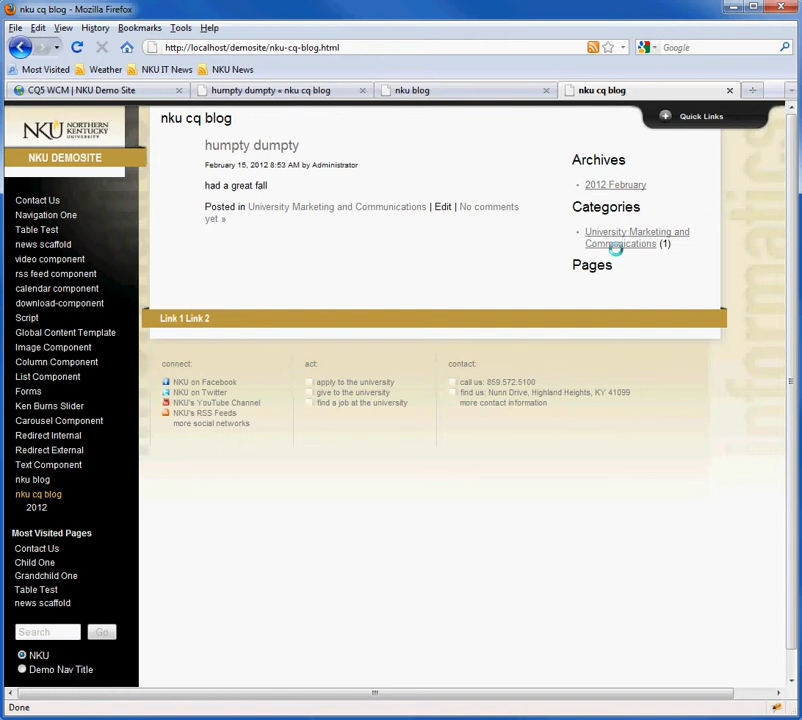 nku cq blog - Mozilla Firefox
File Edit View History Bookmarks Tools Help
http://localhost/demosite/nku-cq-blog.html
Google
Most Visited Weather NKU IT News NKU News
CQ5 WCM | NKU Demo Site
humpty dumpty « nku cq blog
nku blog
nku cq blog
NKU NORTHERN KENTUCKY UNIVERSITY
NKU DEMOSITE
Quick Links
nku cq blog
humpty dumpty
February 15, 2012 8:53 AM by Administrator
had a great fall
Posted in University Marketing and Communications | Edit | No comments
yet »
Archives
2012 February
Categories
University Marketing and
Communications (1)
Pages
Contact Us
Navigation One
Table Test
news scaffold
video component
rss feed component
calendar component
download-component
Script
Global Content Template
Image Component
Column Component
List Component
Forms
Ken Burns Slider
Carousel Component
Redirect Internal
Redirect External
Text Component
nku blog
nku cq blog
2012
Most Visited Pages
Contact Us
Child One
Grandchild One
Table Test
news scaffold
Search
Go
NKU
Demo Nav Title
Link 1 Link 2
connect:
NKU on Facebook
NKU on Twitter
NKU's YouTube Channel
NKU's RSS Feeds
more social networks
act:
apply to the university
give to the university
find a job at the university
contact:
call us: 859.572.5100
find us: Nunn Drive, Highland Heights, KY 41099
more contact information
informatics
Done